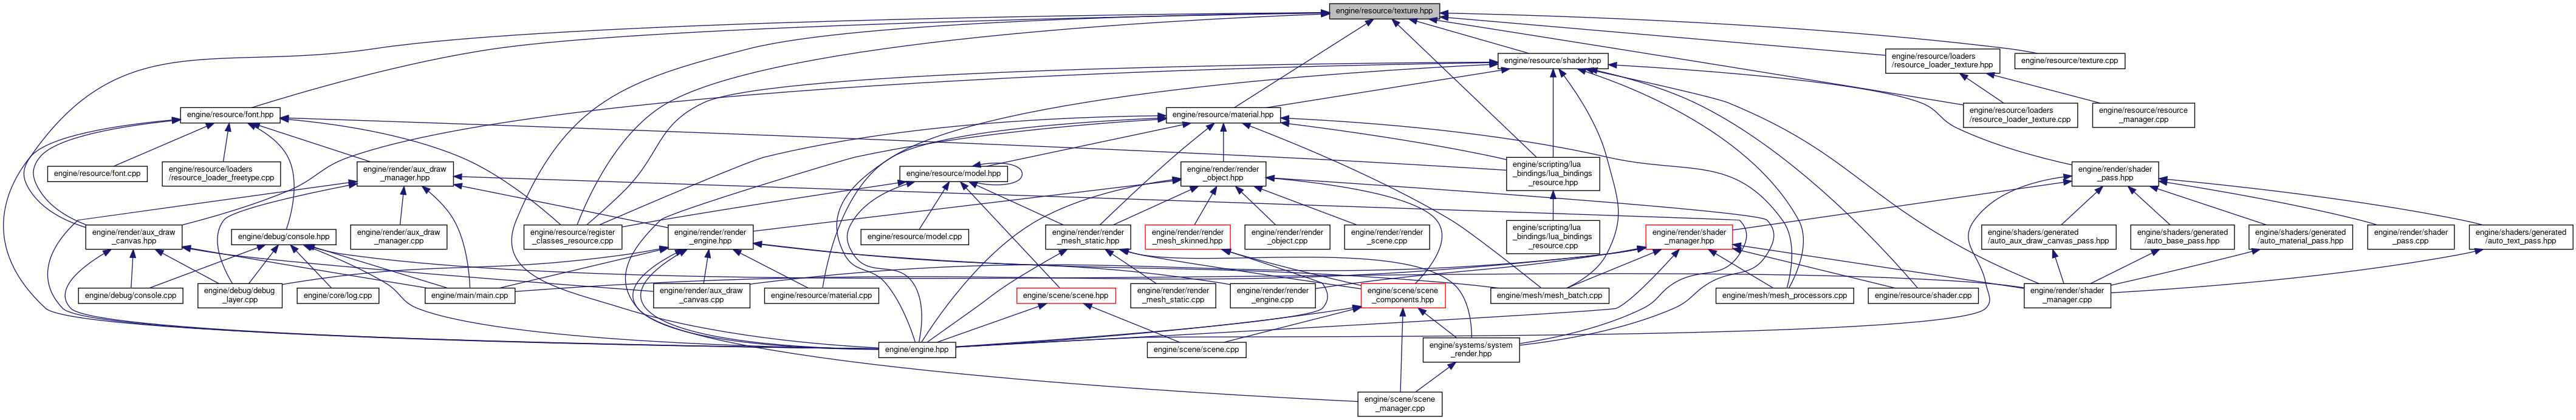 engine/resource/texture.hpp
engine/resource/shader.hpp
engine/resource/loaders
/resource_loader_texture.hpp
engine/resource/texture.cpp
engine/resource/font.hpp
engine/resource/material.hpp
engine/resource/loaders
/resource_loader_texture.cpp
engine/resource/resource
_manager.cpp
engine/resource/font.cpp
engine/resource/loaders
/resource_loader_freetype.cpp
engine/render/aux_draw
_manager.hpp
engine/resource/model.hpp
engine/render/render
_object.hpp
engine/scripting/lua
_bindings/lua_bindings
_resource.hpp
engine/render/shader
_pass.hpp
engine/render/aux_draw
_canvas.hpp
engine/debug/console.hpp
engine/render/aux_draw
_manager.cpp
engine/resource/register
_classes_resource.cpp
engine/render/render
_engine.hpp
engine/resource/model.cpp
engine/render/render
_mesh_static.hpp
engine/render/render
_mesh_skinned.hpp
engine/render/render
_object.cpp
engine/render/render
_scene.cpp
engine/scripting/lua
_bindings/lua_bindings
_resource.cpp
engine/render/shader
_manager.hpp
engine/shaders/generated
/auto_aux_draw_canvas_pass.hpp
engine/shaders/generated
/auto_base_pass.hpp
engine/shaders/generated
/auto_material_pass.hpp
engine/render/shader
_pass.cpp
engine/shaders/generated
/auto_text_pass.hpp
engine/debug/console.cpp
engine/debug/debug
_layer.cpp
engine/core/log.cpp
engine/main/main.cpp
engine/render/aux_draw
_canvas.cpp
engine/resource/material.cpp
engine/scene/scene.hpp
engine/render/render
_mesh_static.cpp
engine/render/render
_engine.cpp
engine/scene/scene
_components.hpp
engine/mesh/mesh_batch.cpp
engine/mesh/mesh_processors.cpp
engine/resource/shader.cpp
engine/render/shader
_manager.cpp
engine/engine.hpp
engine/scene/scene.cpp
engine/systems/system
_render.hpp
engine/scene/scene
_manager.cpp